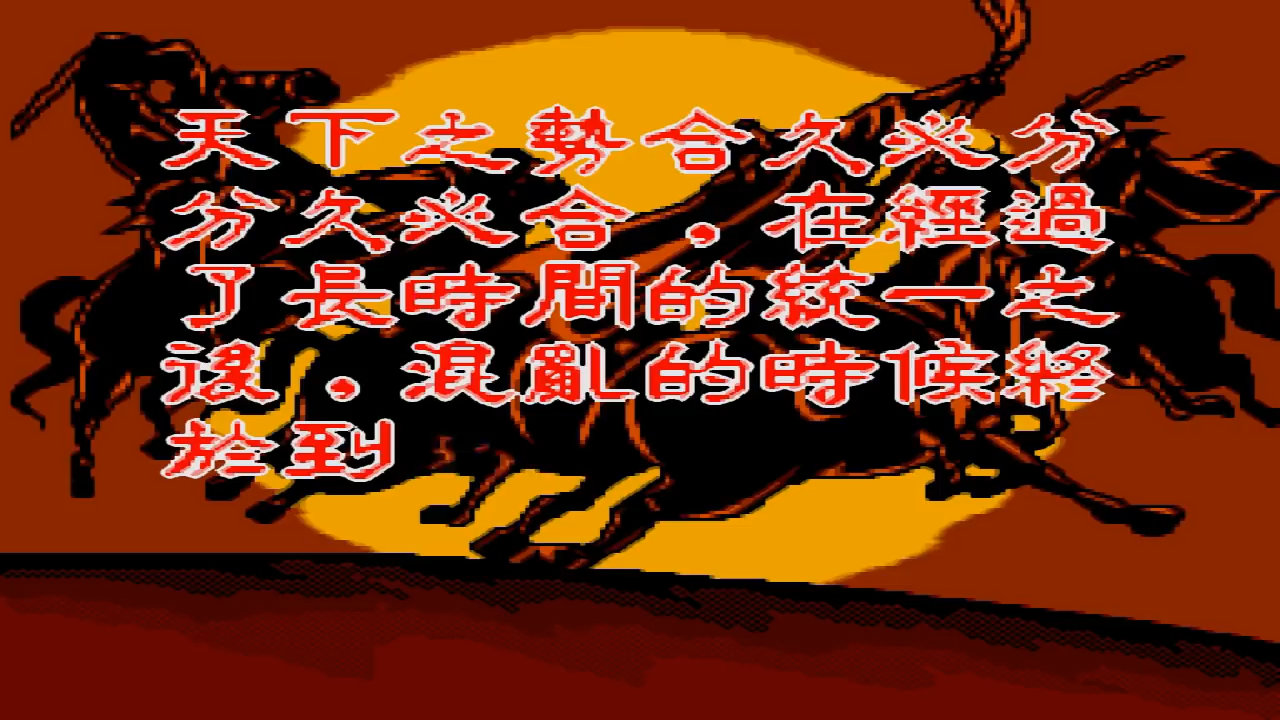 天下之勢合久必分
分久必合，在經過
了長時間的統一之
後，混亂的時候終
於到